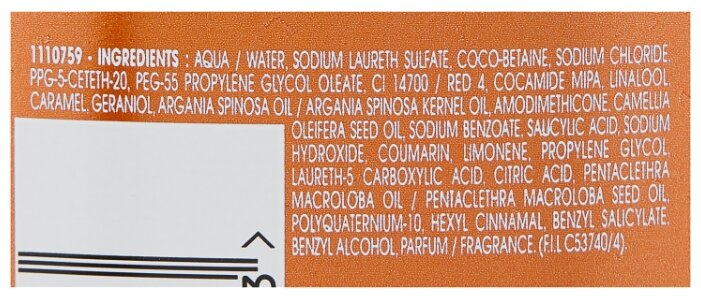 1110759 - INGREDIENTS : AQUA / WATER, SODIUM LAURETH SULFATE, COCO-BETAINE, SODIUM CHLORIDE,
PPG-5-CETETH-20, PEG-55 PROPYLENE GLYCOL OLEATE, CI 14700 / RED 4, COCAMIDE MIPA, LINALOOL
CARAMEL, GERANIOL, ARGANIA SPINOSA OIL / ARGANIA SPINOSA KERNEL OIL, AMODIMETHICONE, CAMELLIA
OLEIFERA SEED OIL, SODIUM BENZOATE, SALICYLIC ACID, SODIUM
HYDROXIDE, COUMARIN, LIMONENE, PROPYLENE GLYCOL,
LAURETH-5 CARBOXYLIC ACID, CITRIC ACID, PENTACLETHRA
MACROLOBA OIL / PENTACLETHRA MACROLOBA SEED OIL,
POLYQUATERNIUM-10, HEXYL CINNAMAL, BENZYL SALICYLATE,
BENZYL ALCOHOL, PARFUM / FRAGRANCE. (F.I.L C53740/4).
3 >